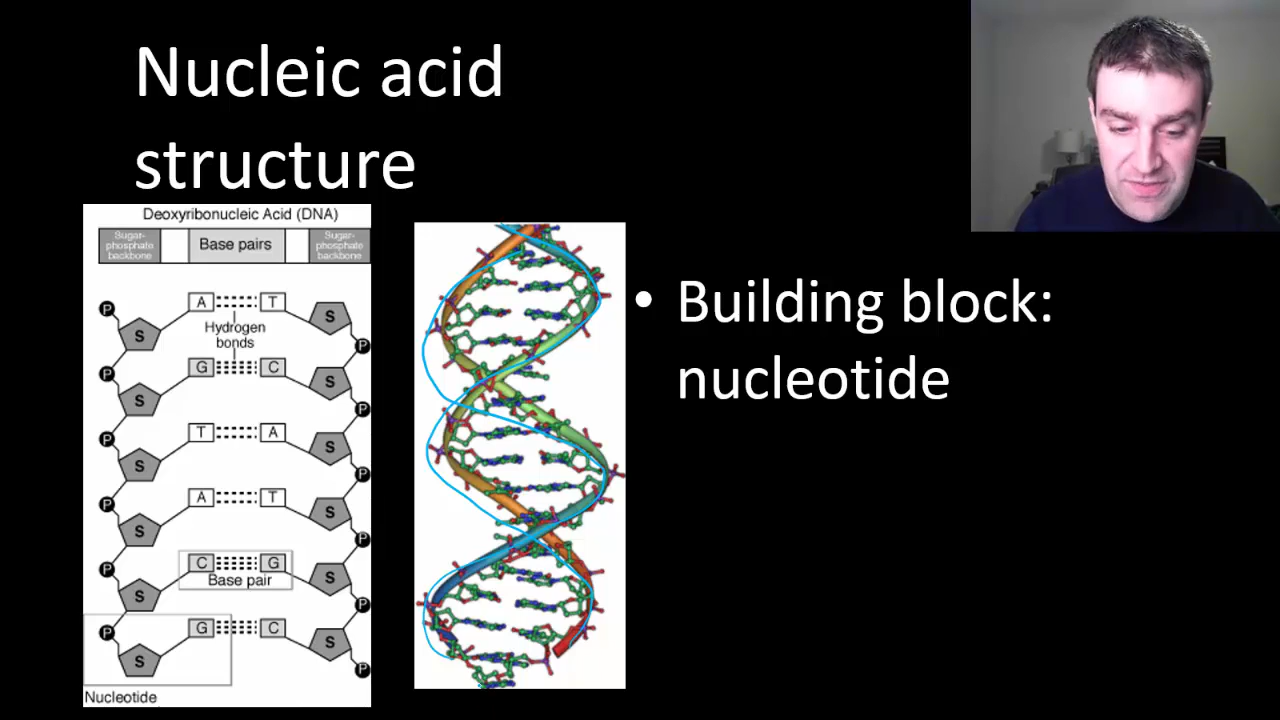 Nucleic acid
structure
Deoxyribonucleic Acid (DNA)
Sugar-
phosphate
backbone
Base pairs
Sugar-
phosphate
backbone
P A T S
S Hydrogen
bonds P
P G C S
S P
P T A S
S P
P A T S
S P
P C G S
Base pair
S P
P G C S
S P
Nucleotide
• Building block:
nucleotide